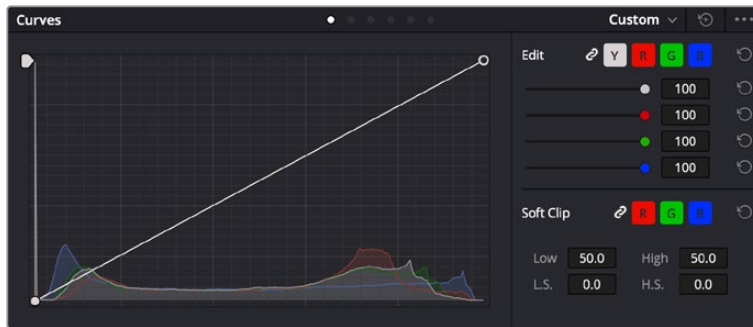 Curves
Custom
Edit
Y R G B
100
100
100
100
Soft Clip
R G B
Low 50.0 High 50.0
L.S. 0.0 H.S. 0.0